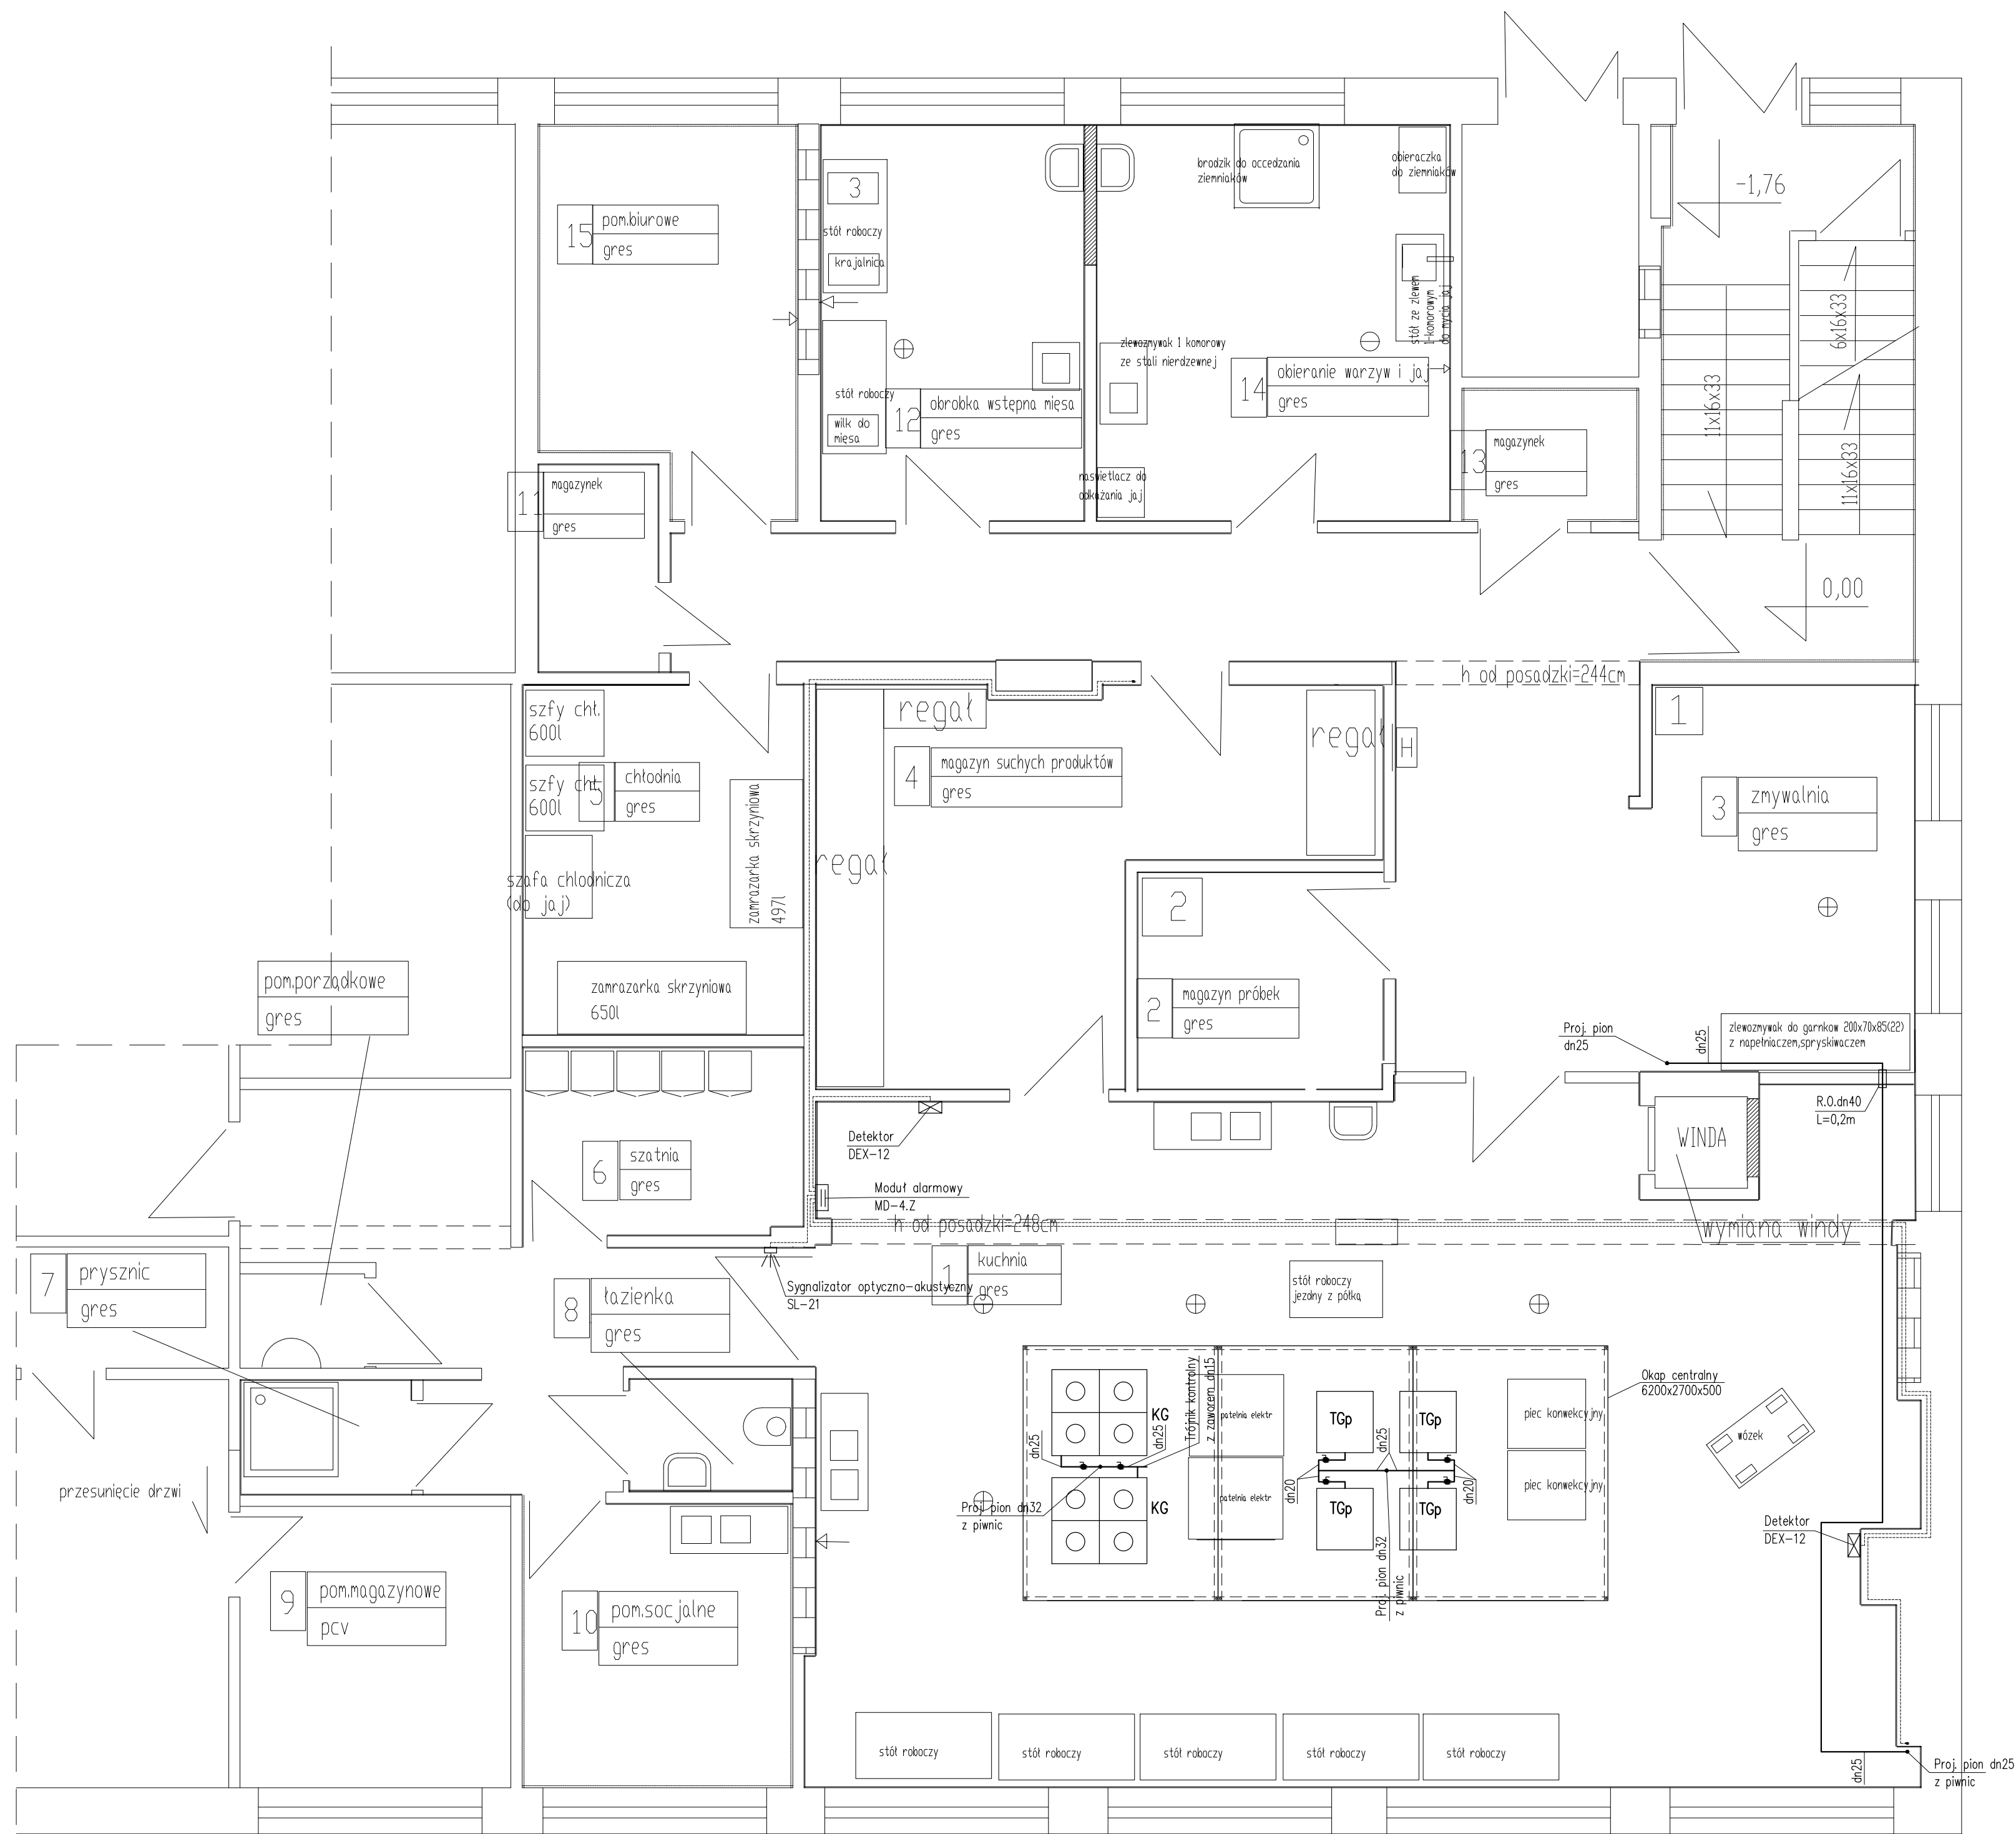 -1,76
brodzik do occedzania
ziemniaków
obieraczka
do ziemniaków
3
stół roboczy
krajalnica
15
pom.biurowe
gres
stół ze zlewem
1-komorowym
do mycia jaj
6x16x33
11x16x33
11x16x33
zlewozmywak 1 komorowy
ze stali nierdzewnej
14
obieranie warzyw i jaj
gres
stół roboczy
wilk do
mięsa
12
obrobka wstępna mięsa
gres
13
magazynek
gres
naswietlacz do
odkażania jaj
11
magazynek
gres
0,00
h od posadzki=244cm
szfy chł.
600l
szfy chł.
600l
5
chłodnia
gres
szafa chlodnicza
(do jaj)
zamrazarka skrzyniowa
497l
zamrazarka skrzyniowa
650l
regał
regał
regał
H
4
magazyn suchych produktów
gres
1
3
zmywalnia
gres
2
2
magazyn próbek
gres
pom.porządkowe
gres
Proj. pion
dn25
dn25
zlewozmywak do garnkow 200x70x85(22)
z napełniaczem,spryskiwaczem
R.O.dn40
L=0,2m
WINDA
wymiana windy
Detektor
DEX-12
Moduł alarmowy
MD-4.Z
h od posadzki=248cm
6
szatnia
gres
7
prysznic
gres
8
łazienka
gres
Sygnalizator optyczno-akustyczny
SL-21
1
kuchnia
gres
stół roboczy
jezdny z półką
Okap centralny
6200x2700x500
Trójnik kontrolny
z zaworem dn15
KG
dn25
dn25
KG
Proj. pion dn32
z piwnic
patelnia elektr
patelnia elektr
TGp
TGp
TGp
TGp
dn25
dn20
dn20
Proj. pion dn32
z piwnic
piec konwekcyjny
piec konwekcyjny
wózek
Detektor
DEX-12
przesunięcie drzwi
9
pom.magazynowe
pcv
10
pom.socjalne
gres
stół roboczy
stół roboczy
stół roboczy
stół roboczy
stół roboczy
dn25
Proj. pion dn25
z piwnic